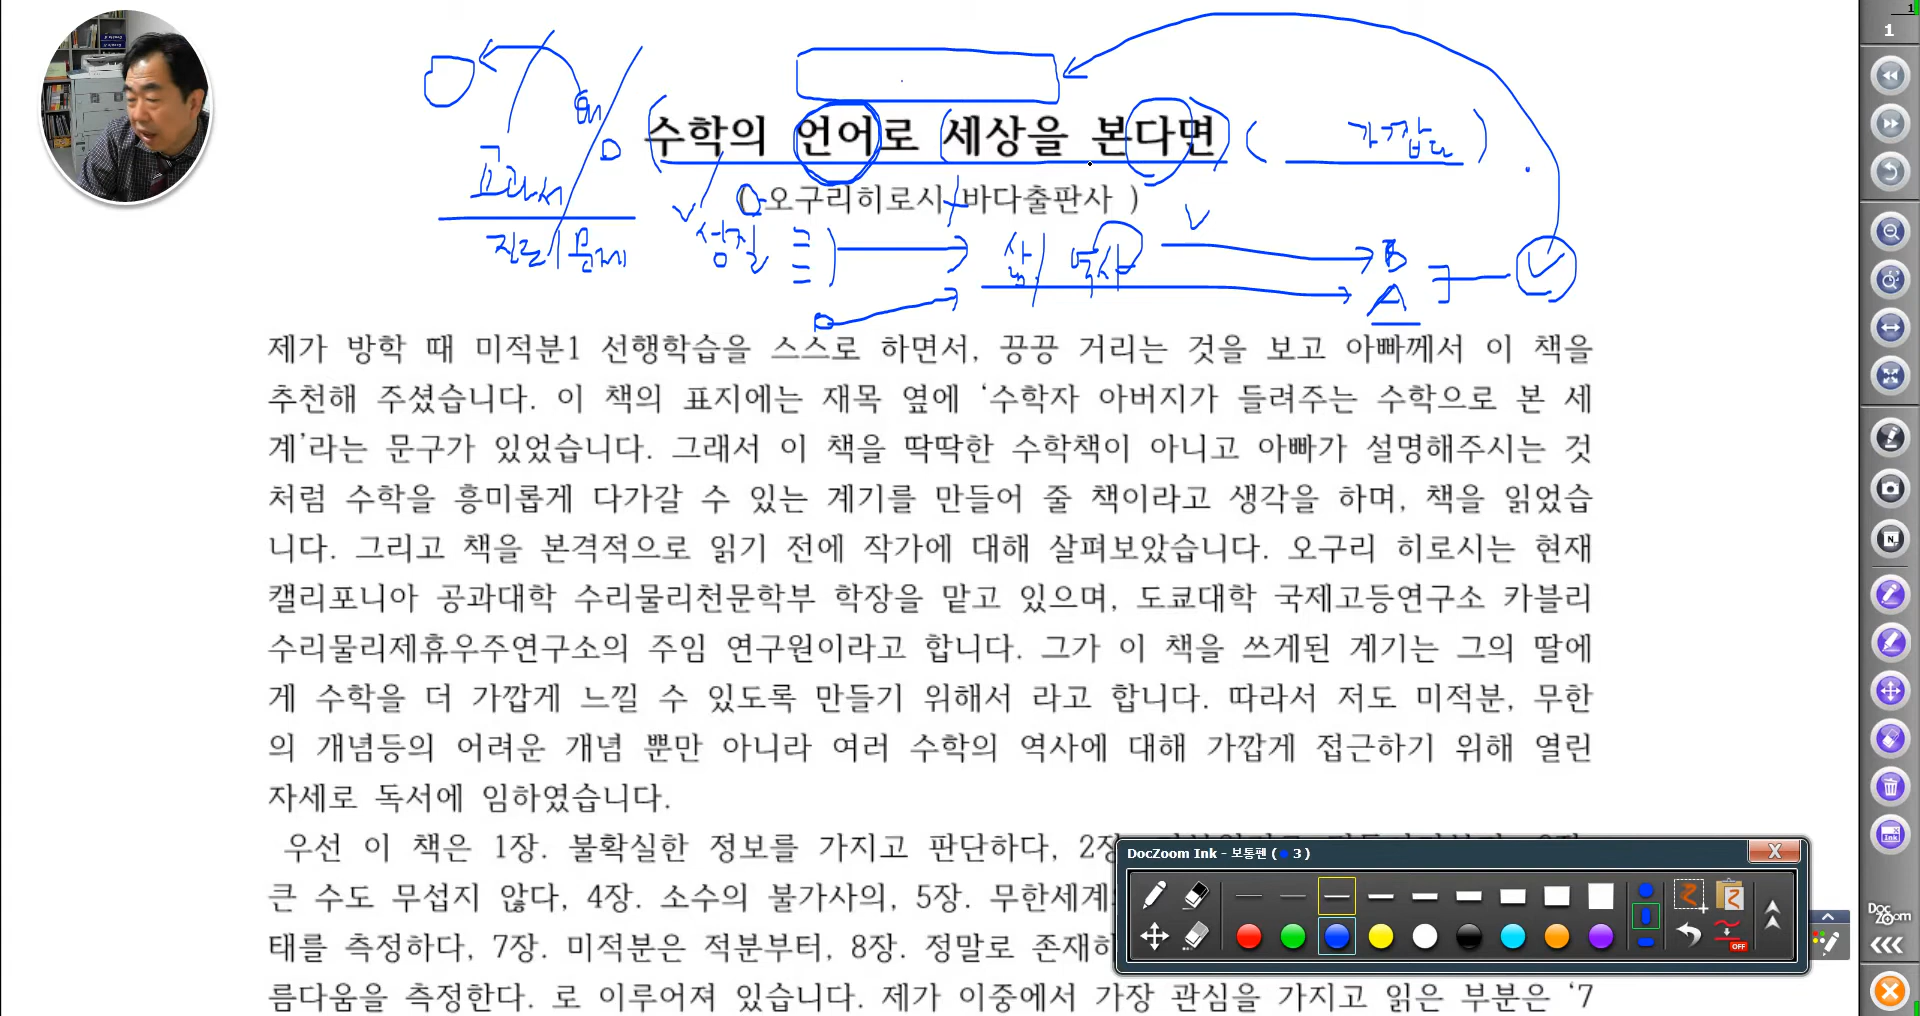 1
1
수학의 언어로 세상을 본다면 ( 가깝다 )
교과서
( 오구리히로시 바다출판사 )
진로 문제 성질 삶 역사 B
A
제가 방학 때 미적분1 선행학습을 스스로 하면서, 끙끙 거리는 것을 보고 아빠께서 이 책을
추천해 주셨습니다. 이 책의 표지에는 재목 옆에 ‘수학자 아버지가 들려주는 수학으로 본 세
계’라는 문구가 있었습니다. 그래서 이 책을 딱딱한 수학책이 아니고 아빠가 설명해주시는 것
처럼 수학을 흥미롭게 다가갈 수 있는 계기를 만들어 줄 책이라고 생각을 하며, 책을 읽었습
니다. 그리고 책을 본격적으로 읽기 전에 작가에 대해 살펴보았습니다. 오구리 히로시는 현재
캘리포니아 공과대학 수리물리천문학부 학장을 맡고 있으며, 도쿄대학 국제고등연구소 카블리
수리물리제휴우주연구소의 주임 연구원이라고 합니다. 그가 이 책을 쓰게된 계기는 그의 딸에
게 수학을 더 가깝게 느낄 수 있도록 만들기 위해서 라고 합니다. 따라서 저도 미적분, 무한
의 개념등의 어려운 개념 뿐만 아니라 여러 수학의 역사에 대해 가깝게 접근하기 위해 열린
자세로 독서에 임하였습니다.
우선 이 책은 1장. 불확실한 정보를 가지고 판단하다, 2장
큰 수도 무섭지 않다, 4장. 소수의 불가사의, 5장. 무한세계
태를 측정하다, 7장. 미적분은 적분부터, 8장. 정말로 존재하
름다움을 측정한다. 로 이루어져 있습니다. 제가 이중에서 가장 관심을 가지고 읽은 부분은 ‘7
DocZoom Ink - 보통펜 ( 3 )
X
OFF
N
Ink
Doc
Zoom